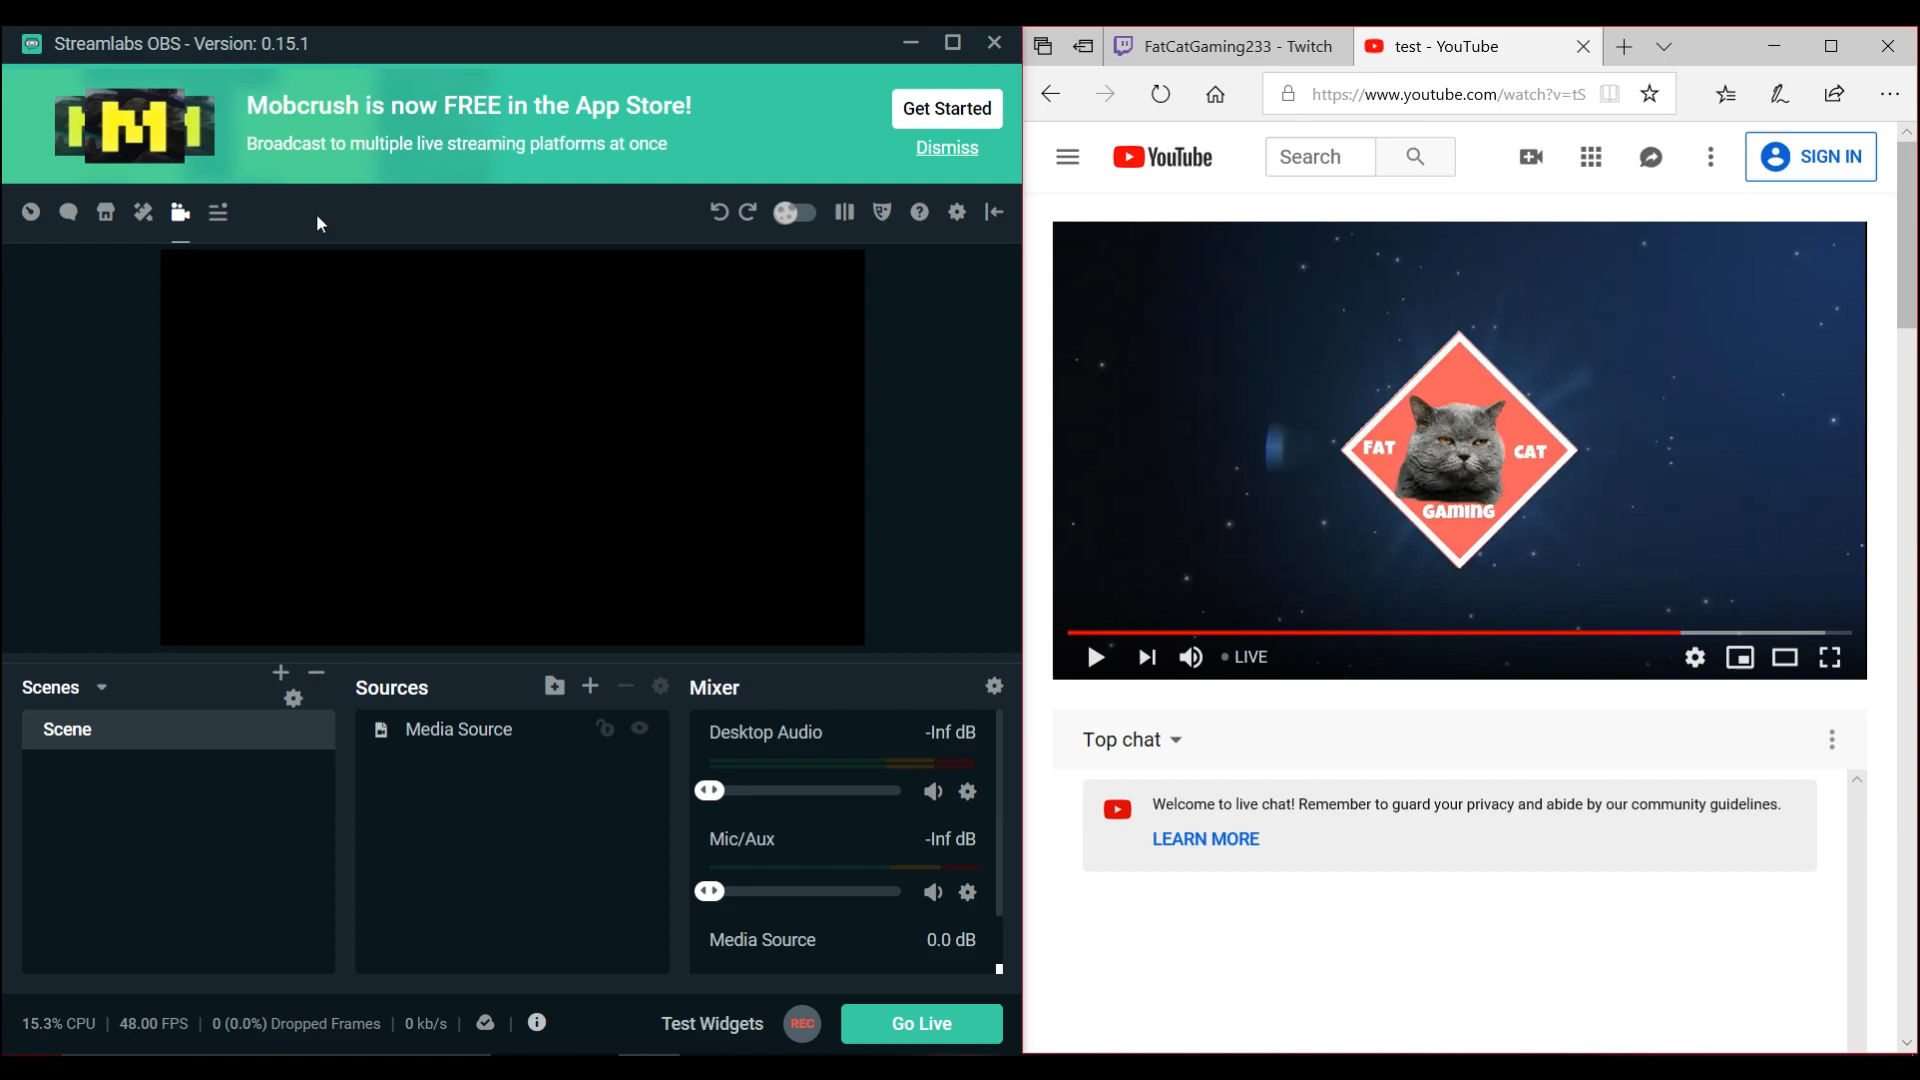 Streamlabs OBS - Version: 0.15.1
Mobcrush is now FREE in the App Store!
Broadcast to multiple live streaming platforms at once
Get Started
Dismiss
Scenes
Scene
Sources
Media Source
Mixer
Desktop Audio -Inf dB
Mic/Aux -Inf dB
Media Source 0.0 dB
15.3% CPU | 48.00 FPS | 0 (0.0%) Dropped Frames | 0 kb/s | |
Test Widgets
REC
Go Live
FatCatGaming233 - Twitch
test - YouTube
https://www.youtube.com/watch?v=tS
YouTube
Search
SIGN IN
FAT CAT
GAMING
LIVE
Top chat
Welcome to live chat! Remember to guard your privacy and abide by our community guidelines.
LEARN MORE